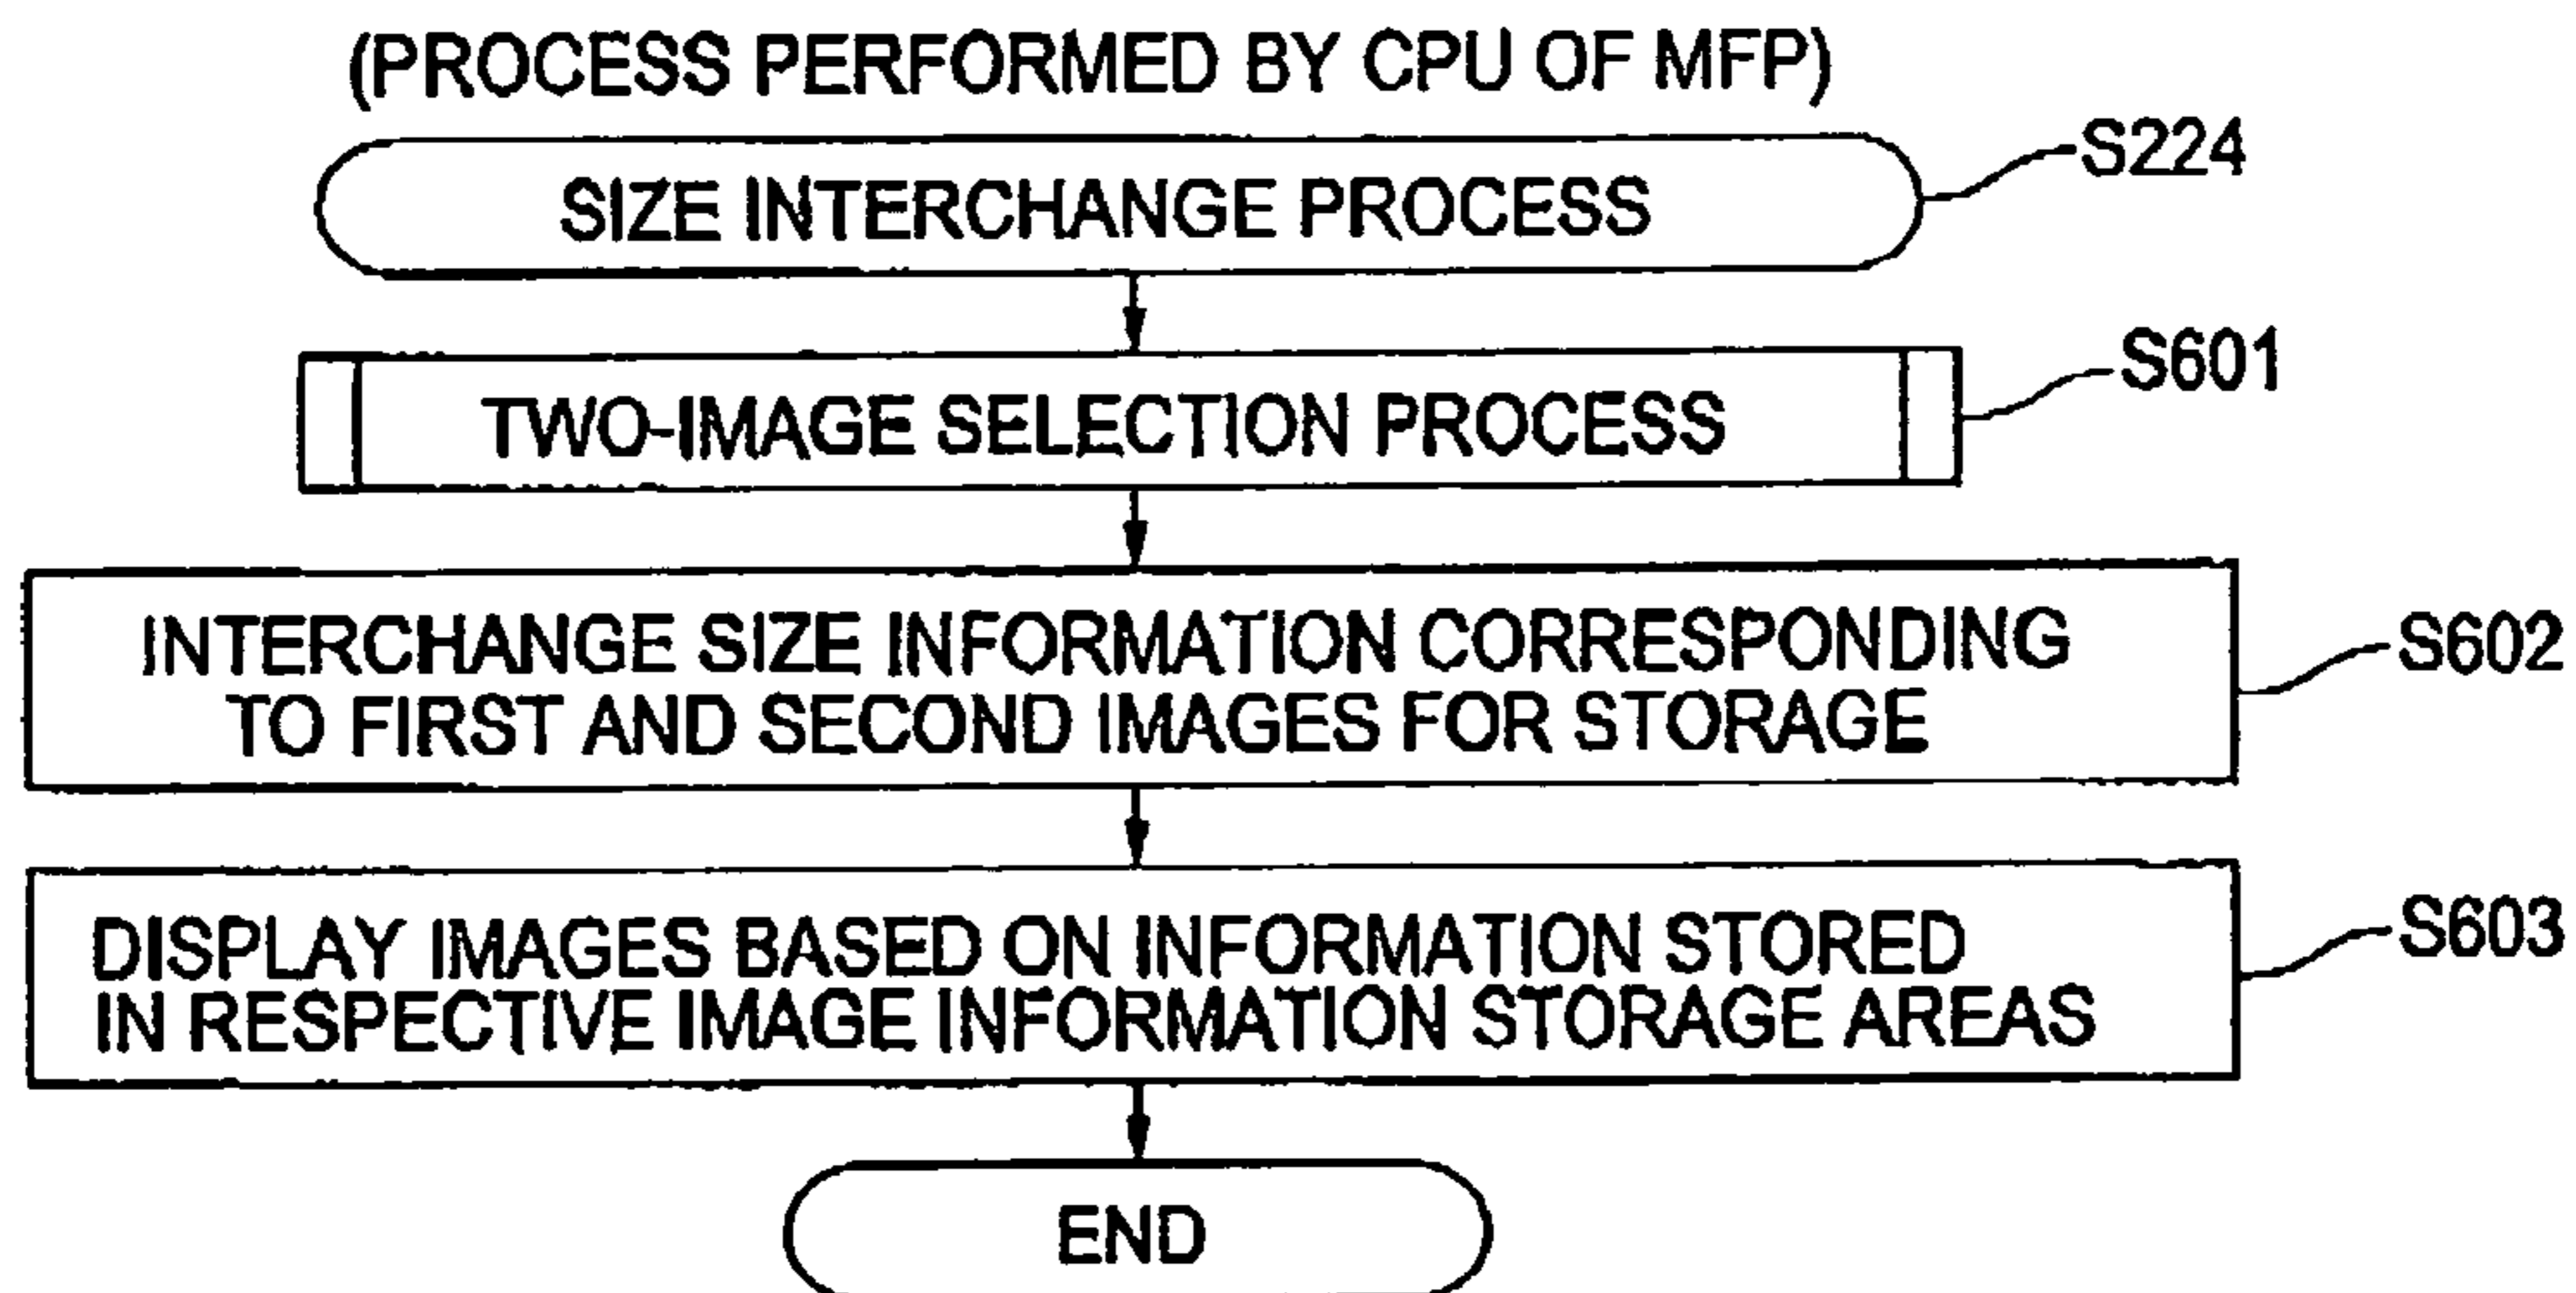 (PROCESS PERFORMED BY CPU OF MFP)
SIZE INTERCHANGE PROCESS
S224
TWO-IMAGE SELECTION PROCESS
S601
INTERCHANGE SIZE INFORMATION CORRESPONDING
TO FIRST AND SECOND IMAGES FOR STORAGE
S602
DISPLAY IMAGES BASED ON INFORMATION STORED
IN RESPECTIVE IMAGE INFORMATION STORAGE AREAS
S603
END